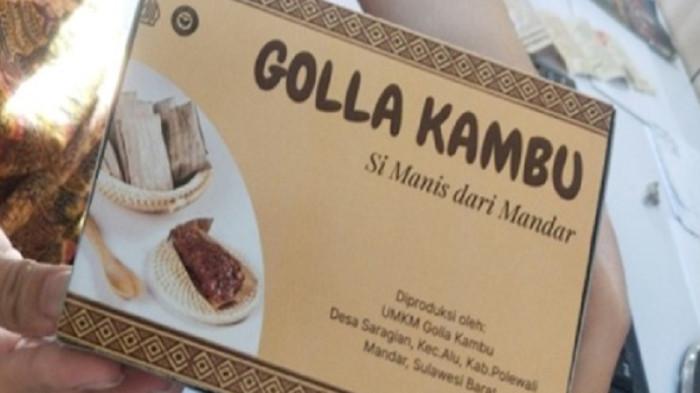 GOLLA KAMBU
Si Manis dari Mandar
Diproduksi oleh:
UMKM Golla Kambu
Desa Saragian, Kec.Alu, Kab.Polewali
Mandar, Sulawesi Barat